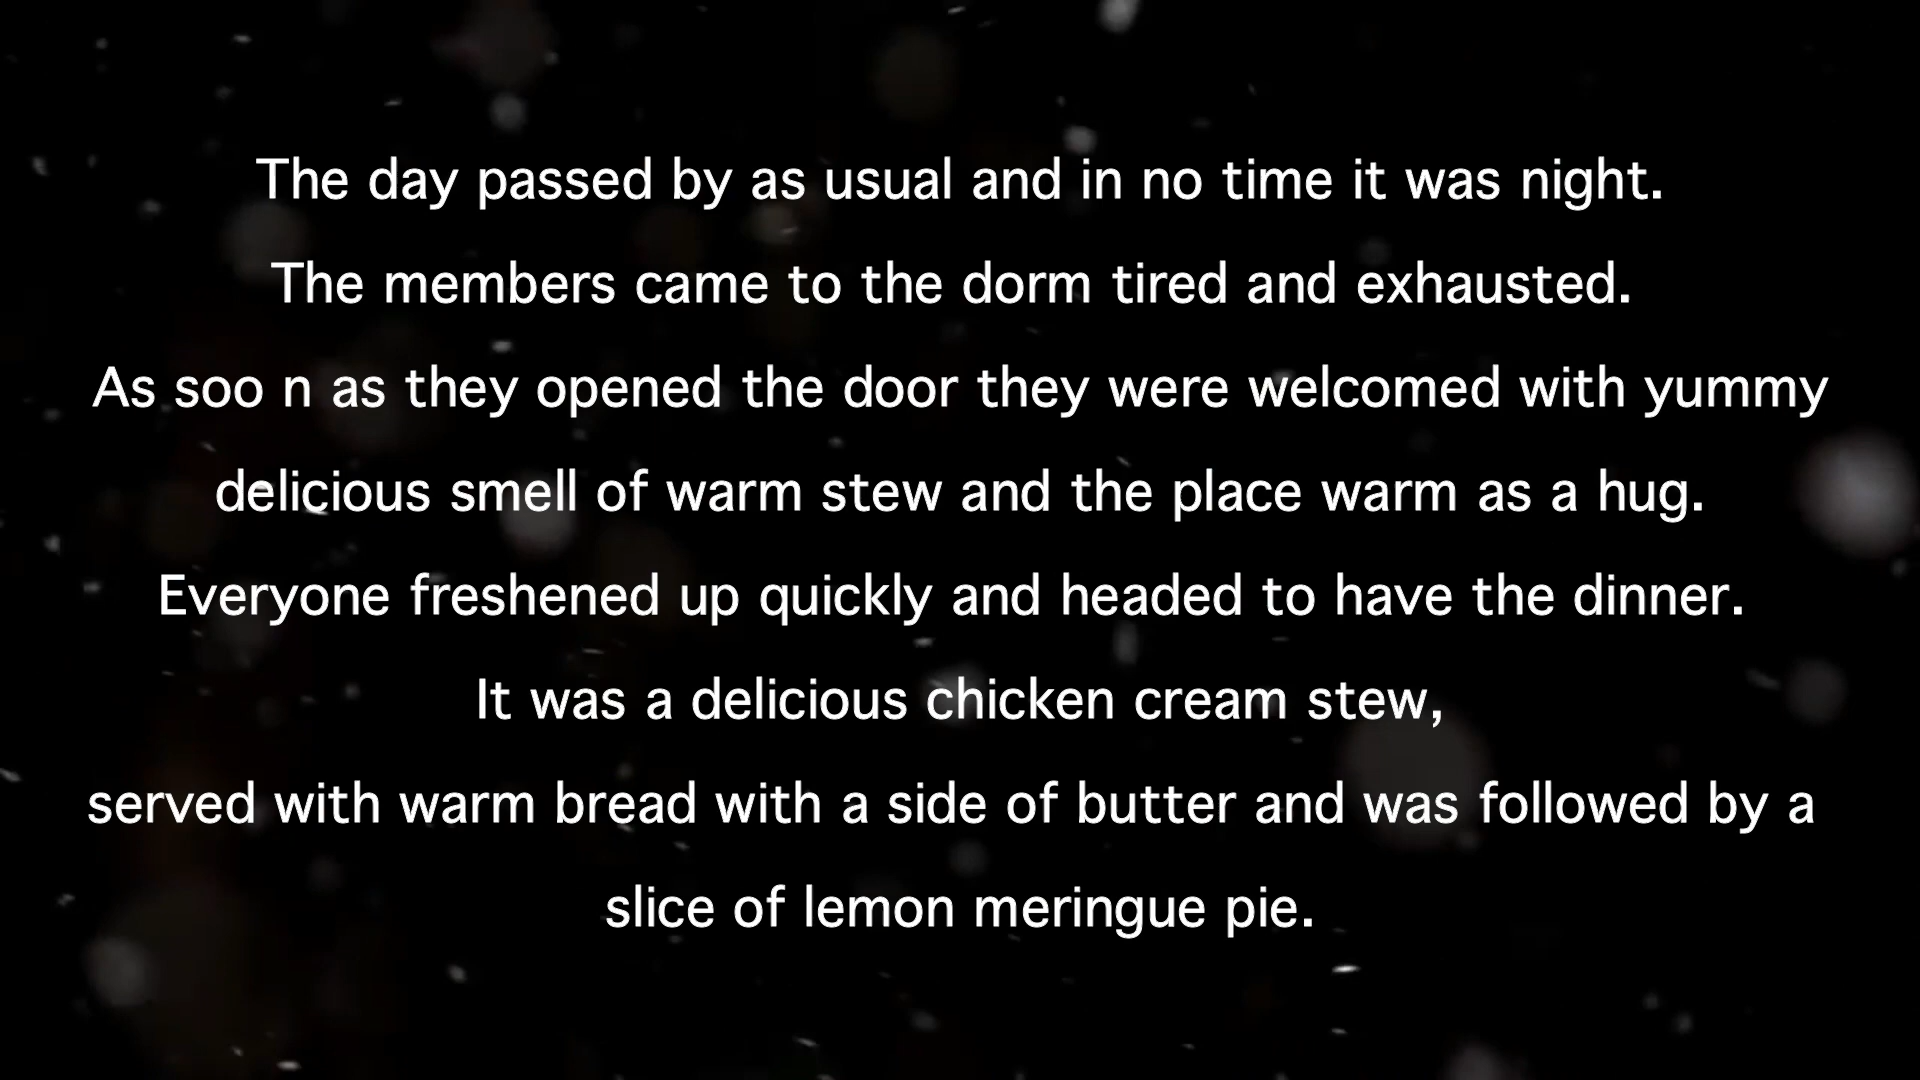 The day passed by as usual and in no time it was night.
The members came to the dorm tired and exhausted.
As soo n as they opened the door they were welcomed with yummy
delicious smell of warm stew and the place warm as a hug.
Everyone freshened up quickly and headed to have the dinner.
It was a delicious chicken cream stew,
served with warm bread with a side of butter and was followed by a
slice of lemon meringue pie.